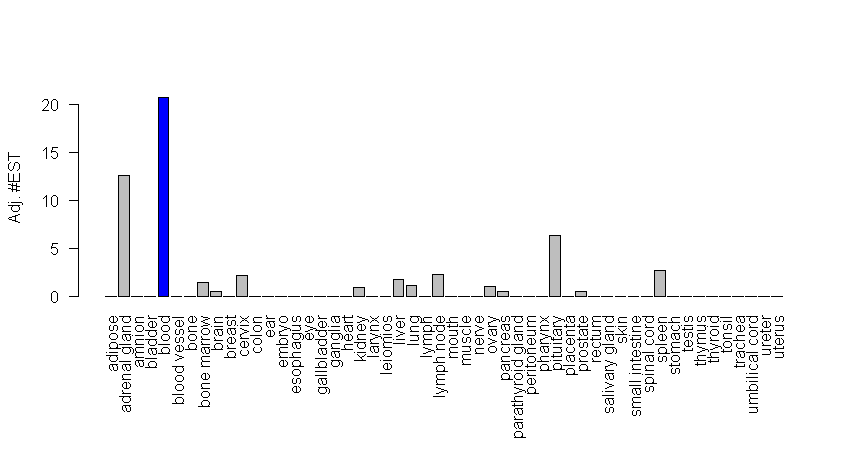 Adj. #EST
20
15
10
5
0
adipose
adrenal gland
amnion
bladder
blood
blood vessel
bone
bone marrow
brain
breast
cervix
colon
ear
embryo
esophagus
eye
gallbladder
ganglia
heart
kidney
larynx
leiomios
liver
lung
lymph
lymph node
mouth
muscle
nerve
ovary
pancreas
parathyroid gland
peritoneum
pharynx
pituitary
placenta
prostate
rectum
salivary gland
skin
small intestine
spinal cord
spleen
stomach
testis
thymus
thyroid
tonsil
trachea
umbilical cord
ureter
uterus